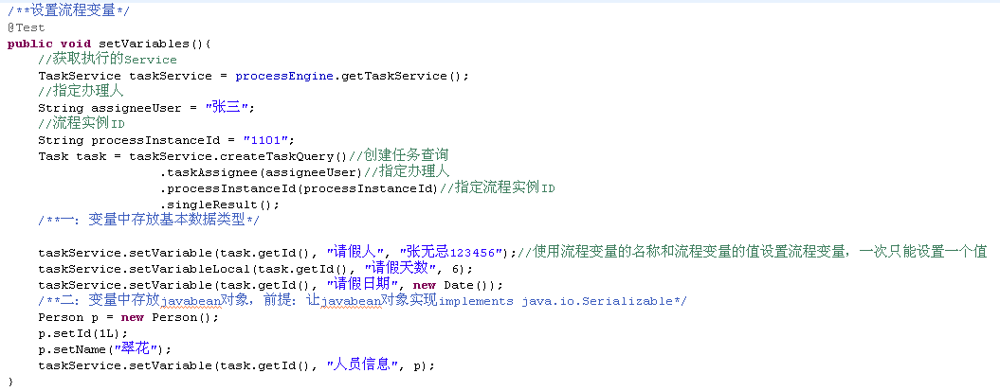 /**设置流程变量*/
@Test
public void setVariables(){
    //获取执行的Service
    TaskService taskService = processEngine.getTaskService();
    //指定办理人
    String assigneeUser = "张三";
    //流程实例ID
    String processInstanceId = "1101";
    Task task = taskService.createTaskQuery()//创建任务查询
                    .taskAssignee(assigneeUser)//指定办理人
                    .processInstanceId(processInstanceId)//指定流程实例ID
                    .singleResult();
    /**一：变量中存放基本数据类型*/
    taskService.setVariable(task.getId(), "请假人", "张无忌123456");//使用流程变量的名称和流程变量的值设置流程变量，一次只能设置一个值
    taskService.setVariableLocal(task.getId(), "请假天数", 6);
    taskService.setVariable(task.getId(), "请假日期", new Date());
    /**二：变量中存放javabean对象，前提：让javabean对象实现implements java.io.Serializable*/
    Person p = new Person();
    p.setId(1L);
    p.setName("翠花");
    taskService.setVariable(task.getId(), "人员信息", p);
}